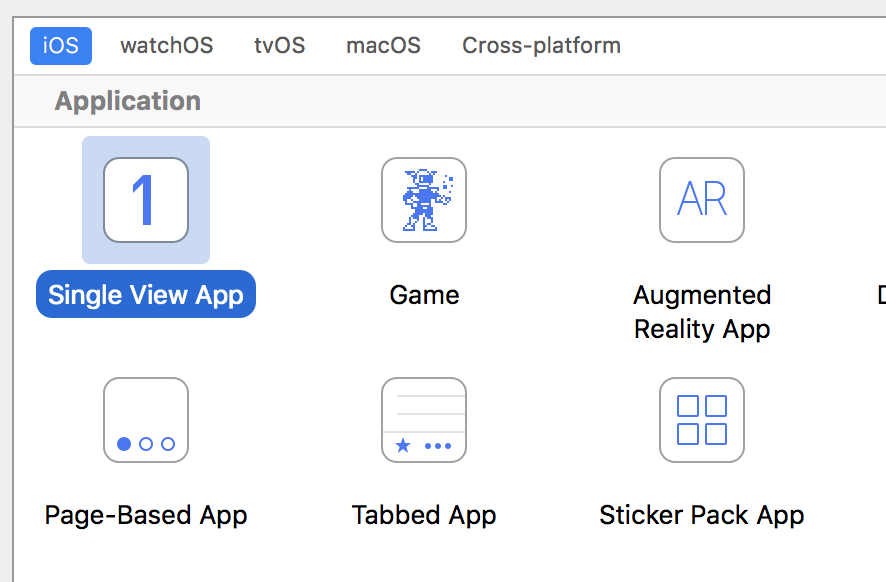 iOS watchOS tvOS macOS Cross-platform
Application
1
AR
Single View App
Game
Augmented
Reality App
Page-Based App
Tabbed App
Sticker Pack App